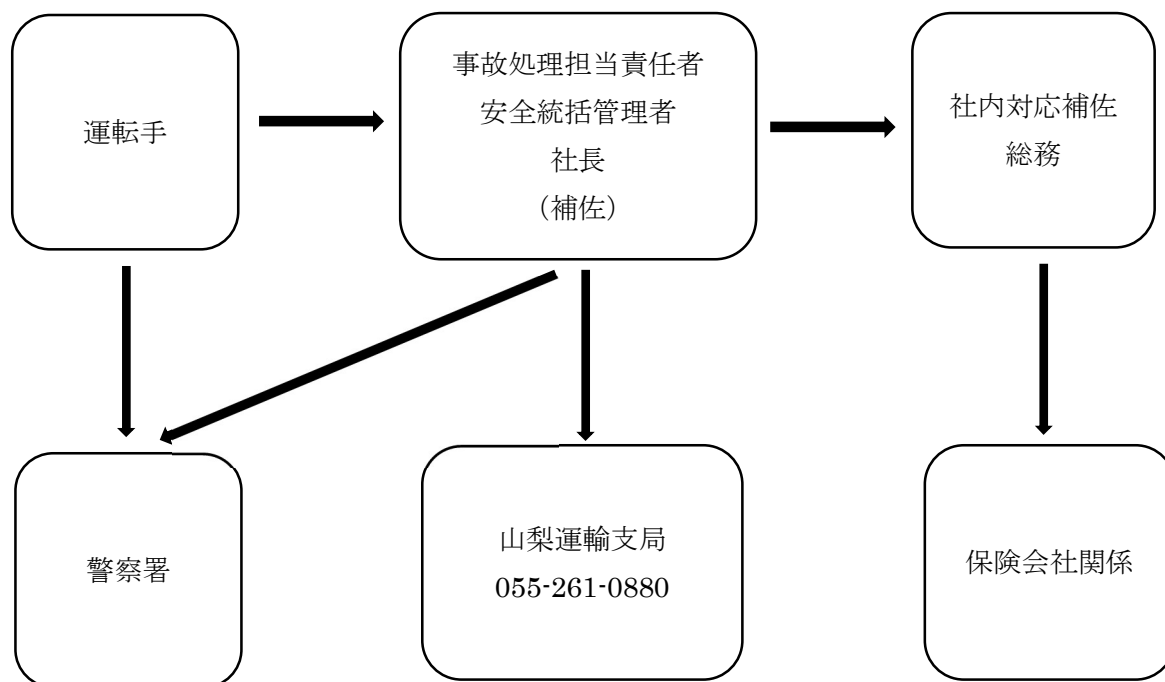 運転手
事故処理担当責任者
安全統括管理者
社長
（補佐）
社内対応補佐
総務
警察署
山梨運輸支局
055-261-0880
保険会社関係